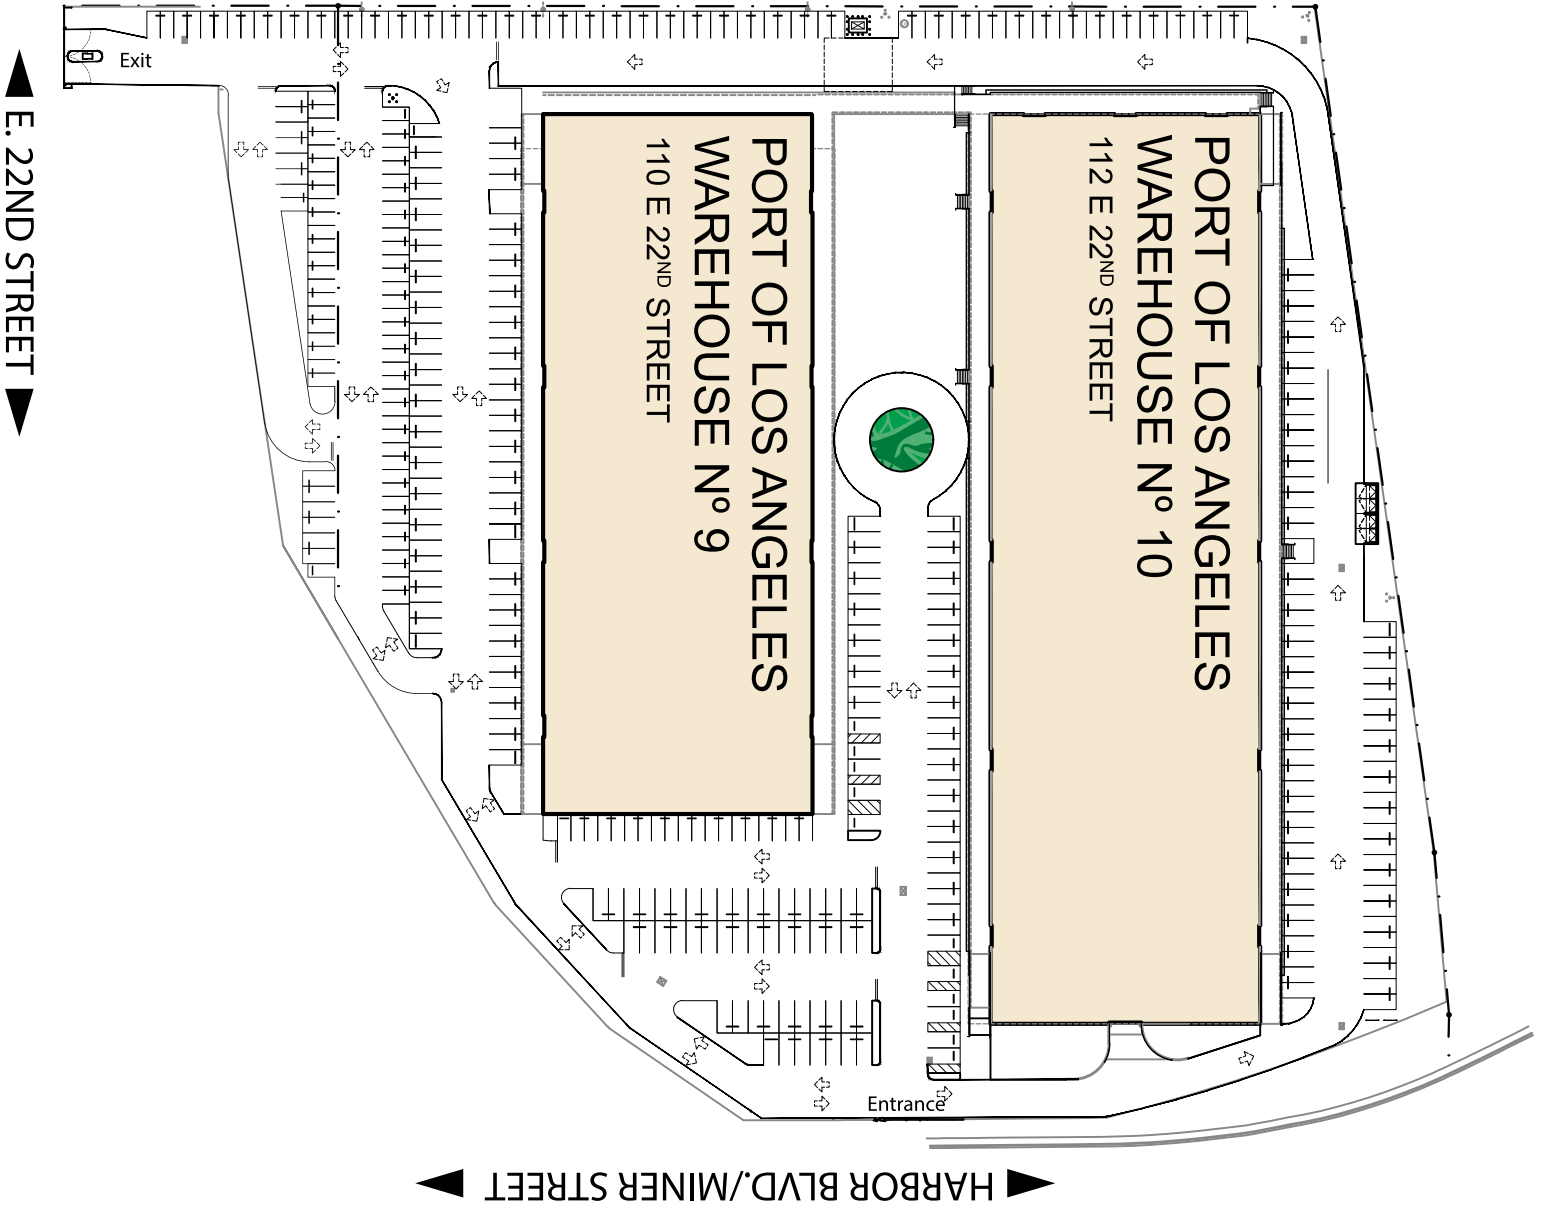 Exit
E. 22ND STREET
PORT OF LOS ANGELES
WAREHOUSE Nº 9
110 E 22ND STREET
PORT OF LOS ANGELES
WAREHOUSE Nº 10
112 E 22ND STREET
Entrance
HARBOR BLVD./MINER STREET